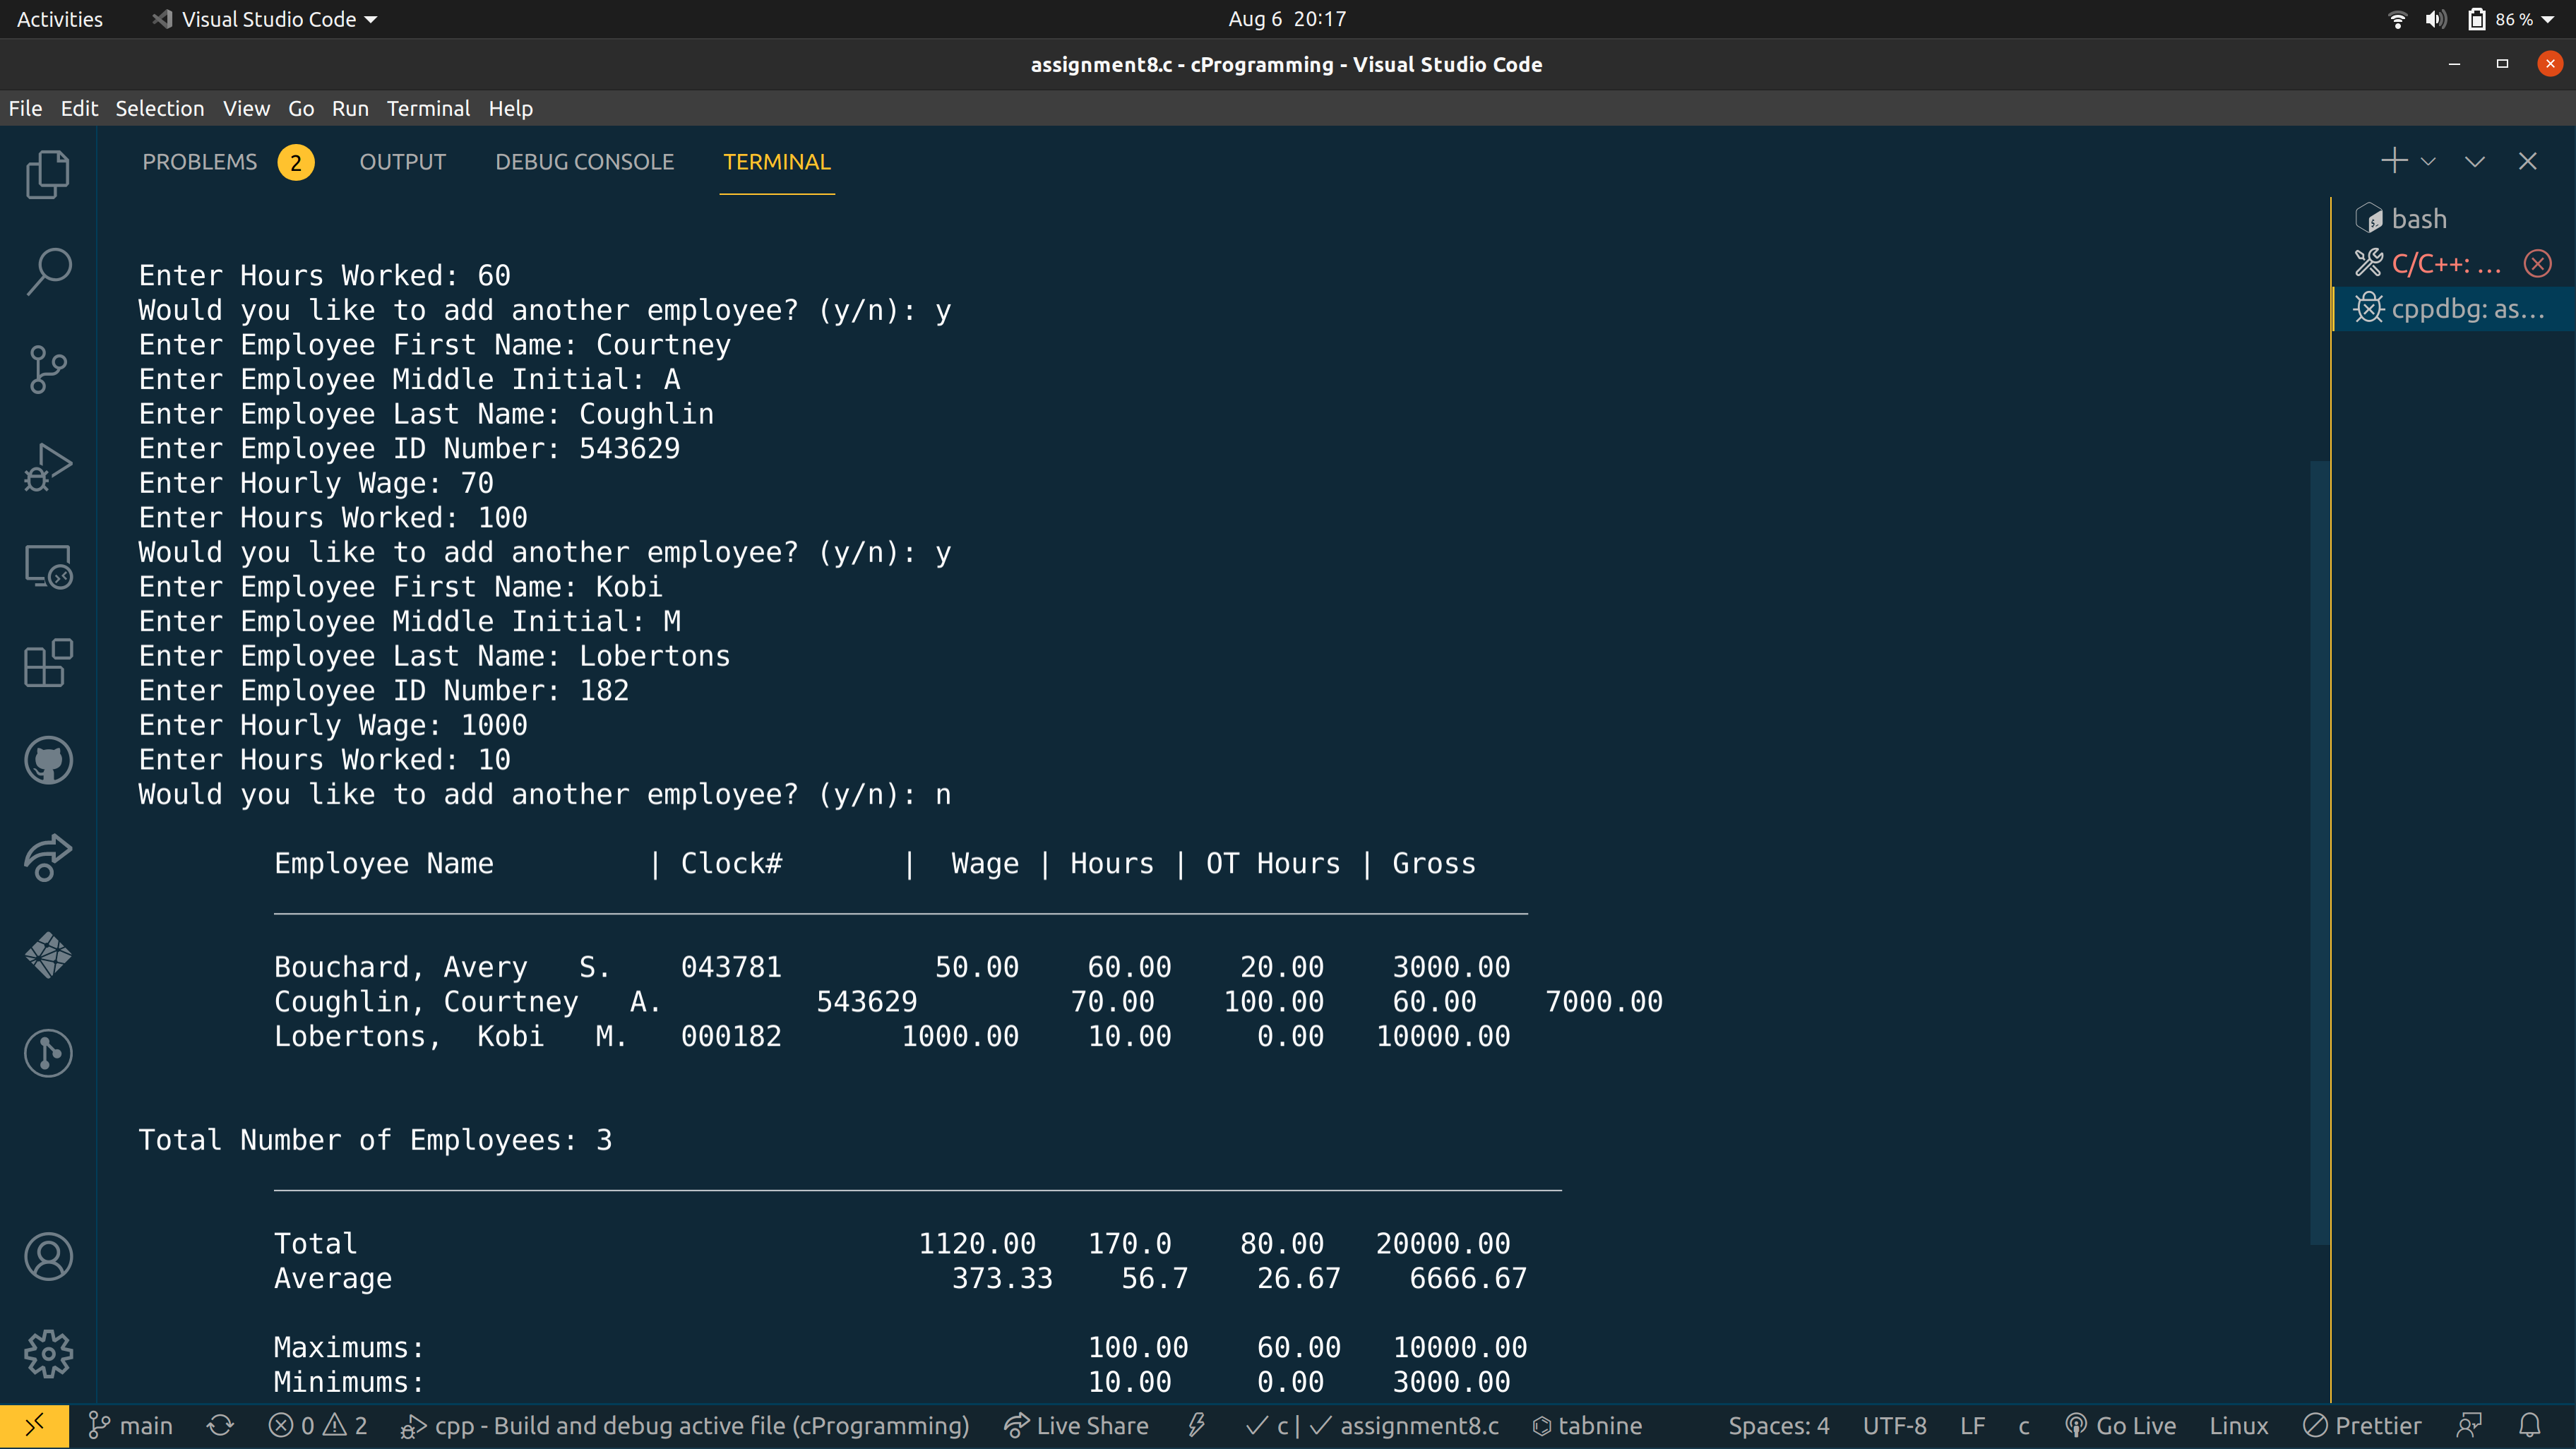 Activities Visual Studio Code Aug 6 20:17 86 %
assignment8.c - cProgramming - Visual Studio Code
File Edit Selection View Go Run Terminal Help
PROBLEMS 2 OUTPUT DEBUG CONSOLE TERMINAL
bash
C/C++: ...
cppdbg: as...
Enter Hours Worked: 60
Would you like to add another employee? (y/n): y
Enter Employee First Name: Courtney
Enter Employee Middle Initial: A
Enter Employee Last Name: Coughlin
Enter Employee ID Number: 543629
Enter Hourly Wage: 70
Enter Hours Worked: 100
Would you like to add another employee? (y/n): y
Enter Employee First Name: Kobi
Enter Employee Middle Initial: M
Enter Employee Last Name: Lobertons
Enter Employee ID Number: 182
Enter Hourly Wage: 1000
Enter Hours Worked: 10
Would you like to add another employee? (y/n): n
Employee Name | Clock# | Wage | Hours | OT Hours | Gross
Bouchard, Avery S. 043781 50.00 60.00 20.00 3000.00
Coughlin, Courtney A. 543629 70.00 100.00 60.00 7000.00
Lobertons, Kobi M. 000182 1000.00 10.00 0.00 10000.00
Total Number of Employees: 3
Total 1120.00 170.0 80.00 20000.00
Average 373.33 56.7 26.67 6666.67
Maximums: 100.00 60.00 10000.00
Minimums: 10.00 0.00 3000.00
main 0 2 cpp - Build and debug active file (cProgramming) Live Share c | assignment8.c tabnine Spaces: 4 UTF-8 LF c Go Live Linux Prettier